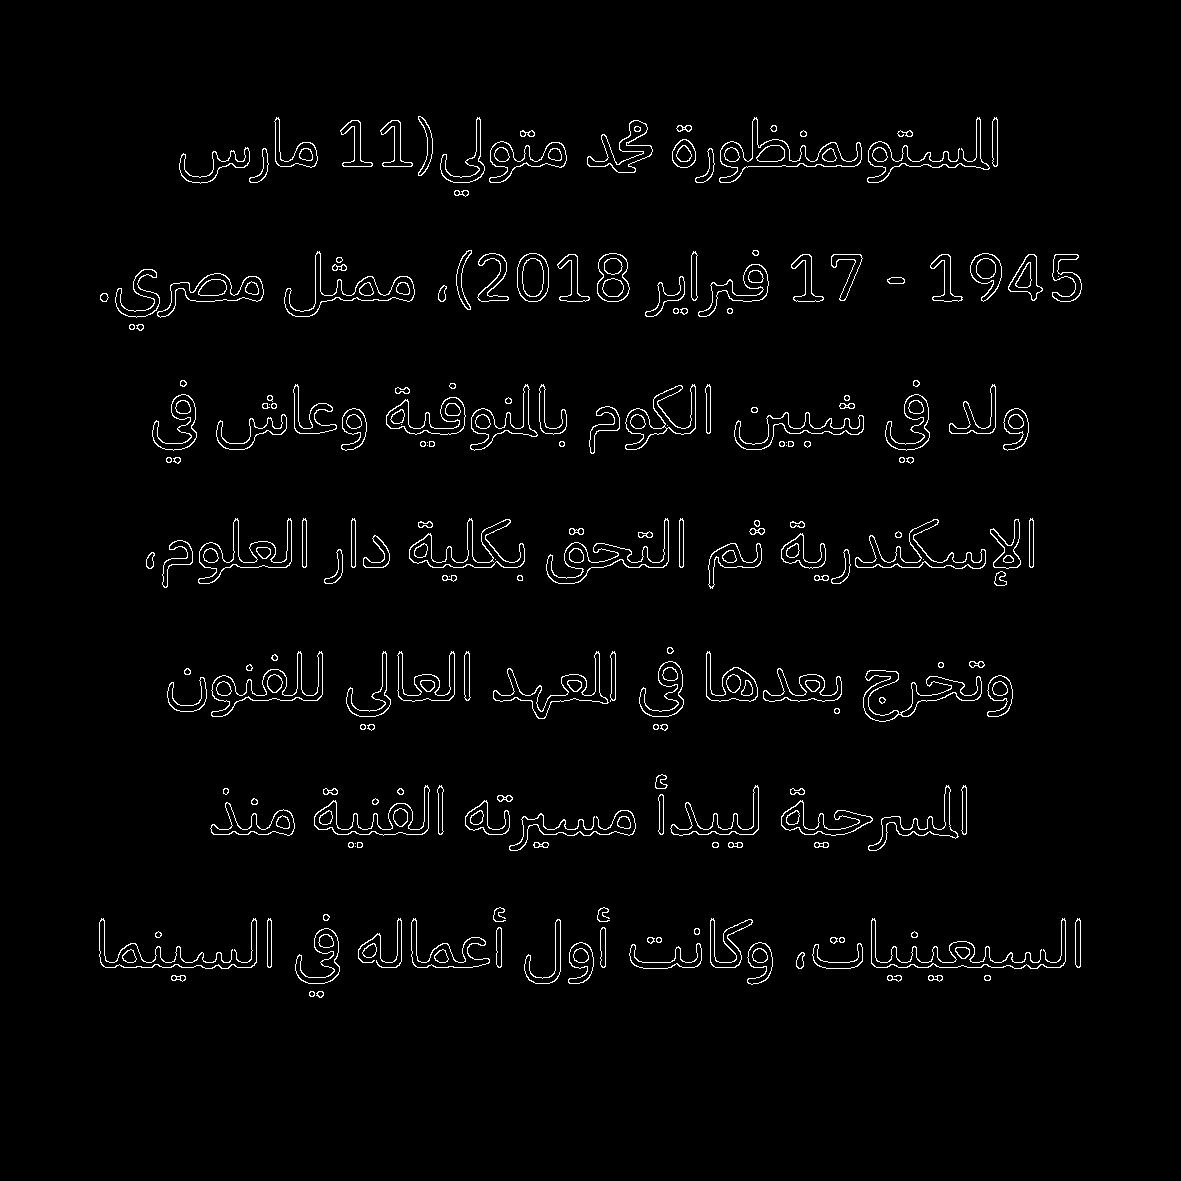 المستوىمنظورة محمد متولي(11 مارس
1945 - 17 فبراير 2018)، ممثل مصري.
ولد في شبين الكوم بالمنوفية وعاش في
الإسكندرية ثم التحق بكلية دار العلوم،
وتخرج بعدها في المعهد العالي للفنون
المسرحية ليبدأ مسيرته الفنية منذ
السبعينيات، وكانت أول أعماله في السينما